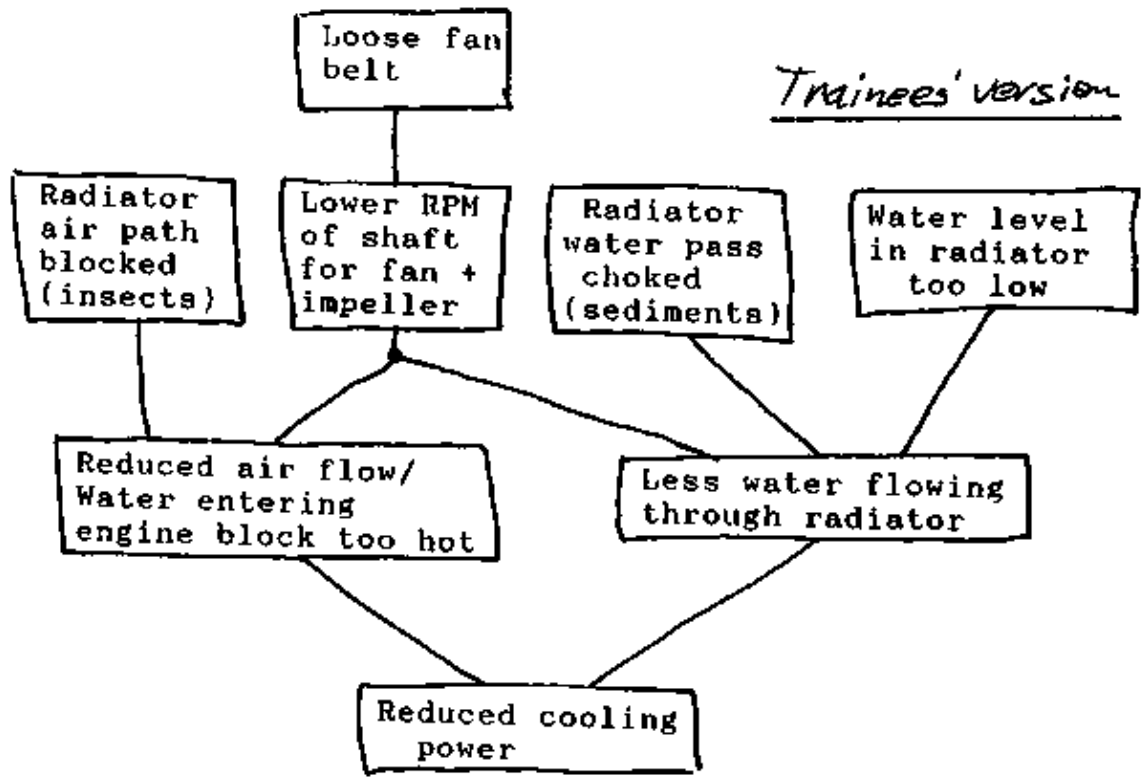 Loose fan
belt
Trainees' version
Radiator
air path
blocked
(insects)
Lower RPM
of shaft
for fan +
impeller
Radiator
water pass
choked
(sediments)
Water level
in radiator
too low
Reduced air flow/
Water entering
engine block too hot
Less water flowing
through radiator
Reduced cooling
power